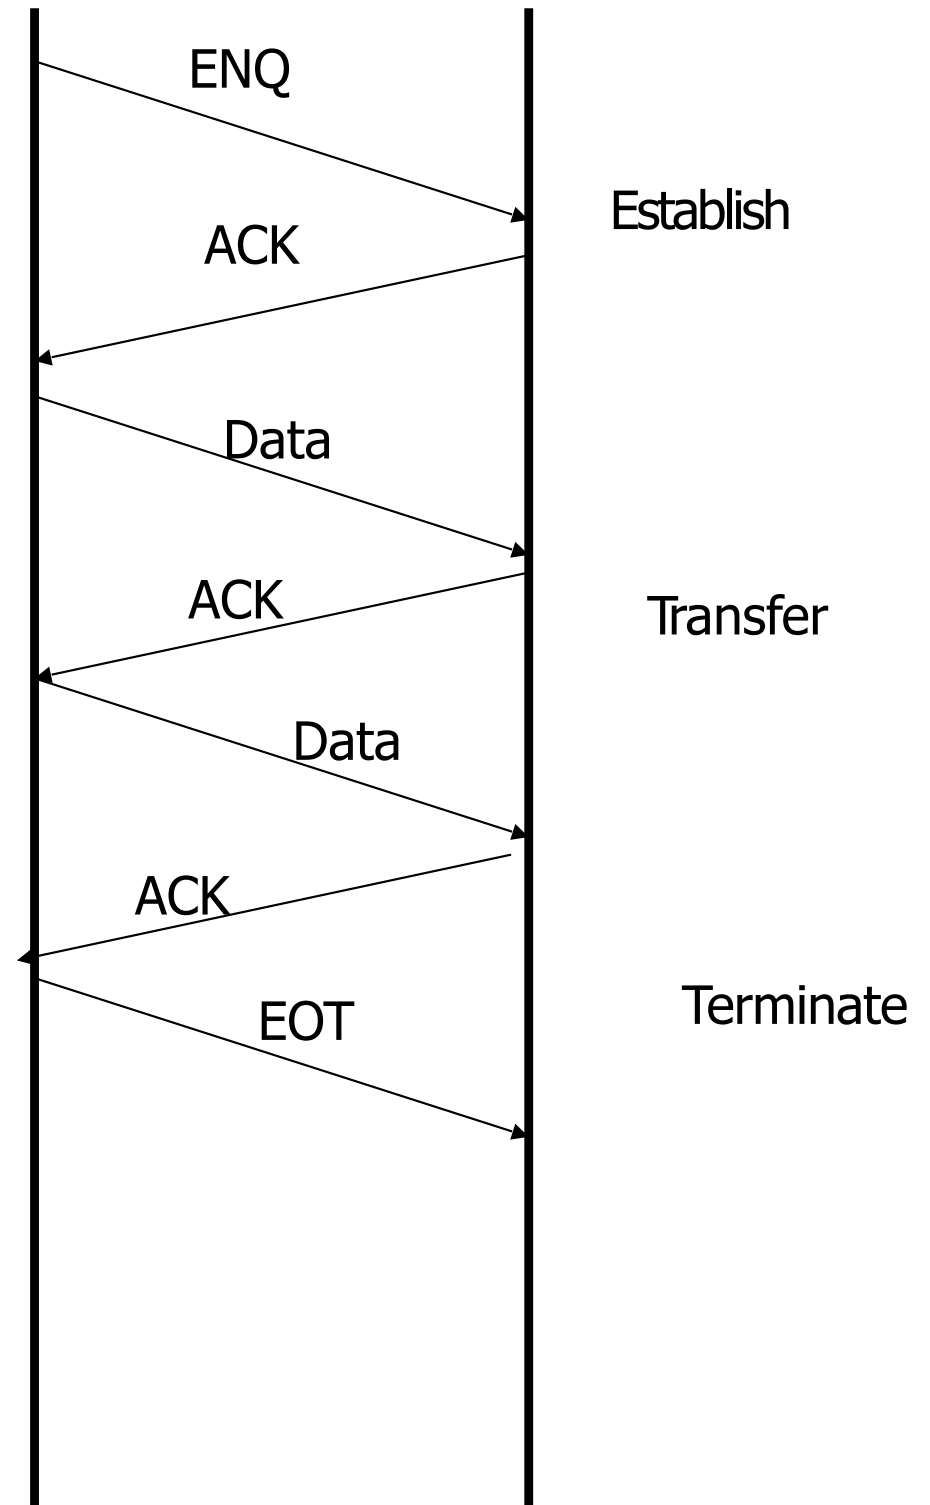 ENQ
Establish
ACK
Data
ACK
Transfer
Data
ACK
Terminate
EOT